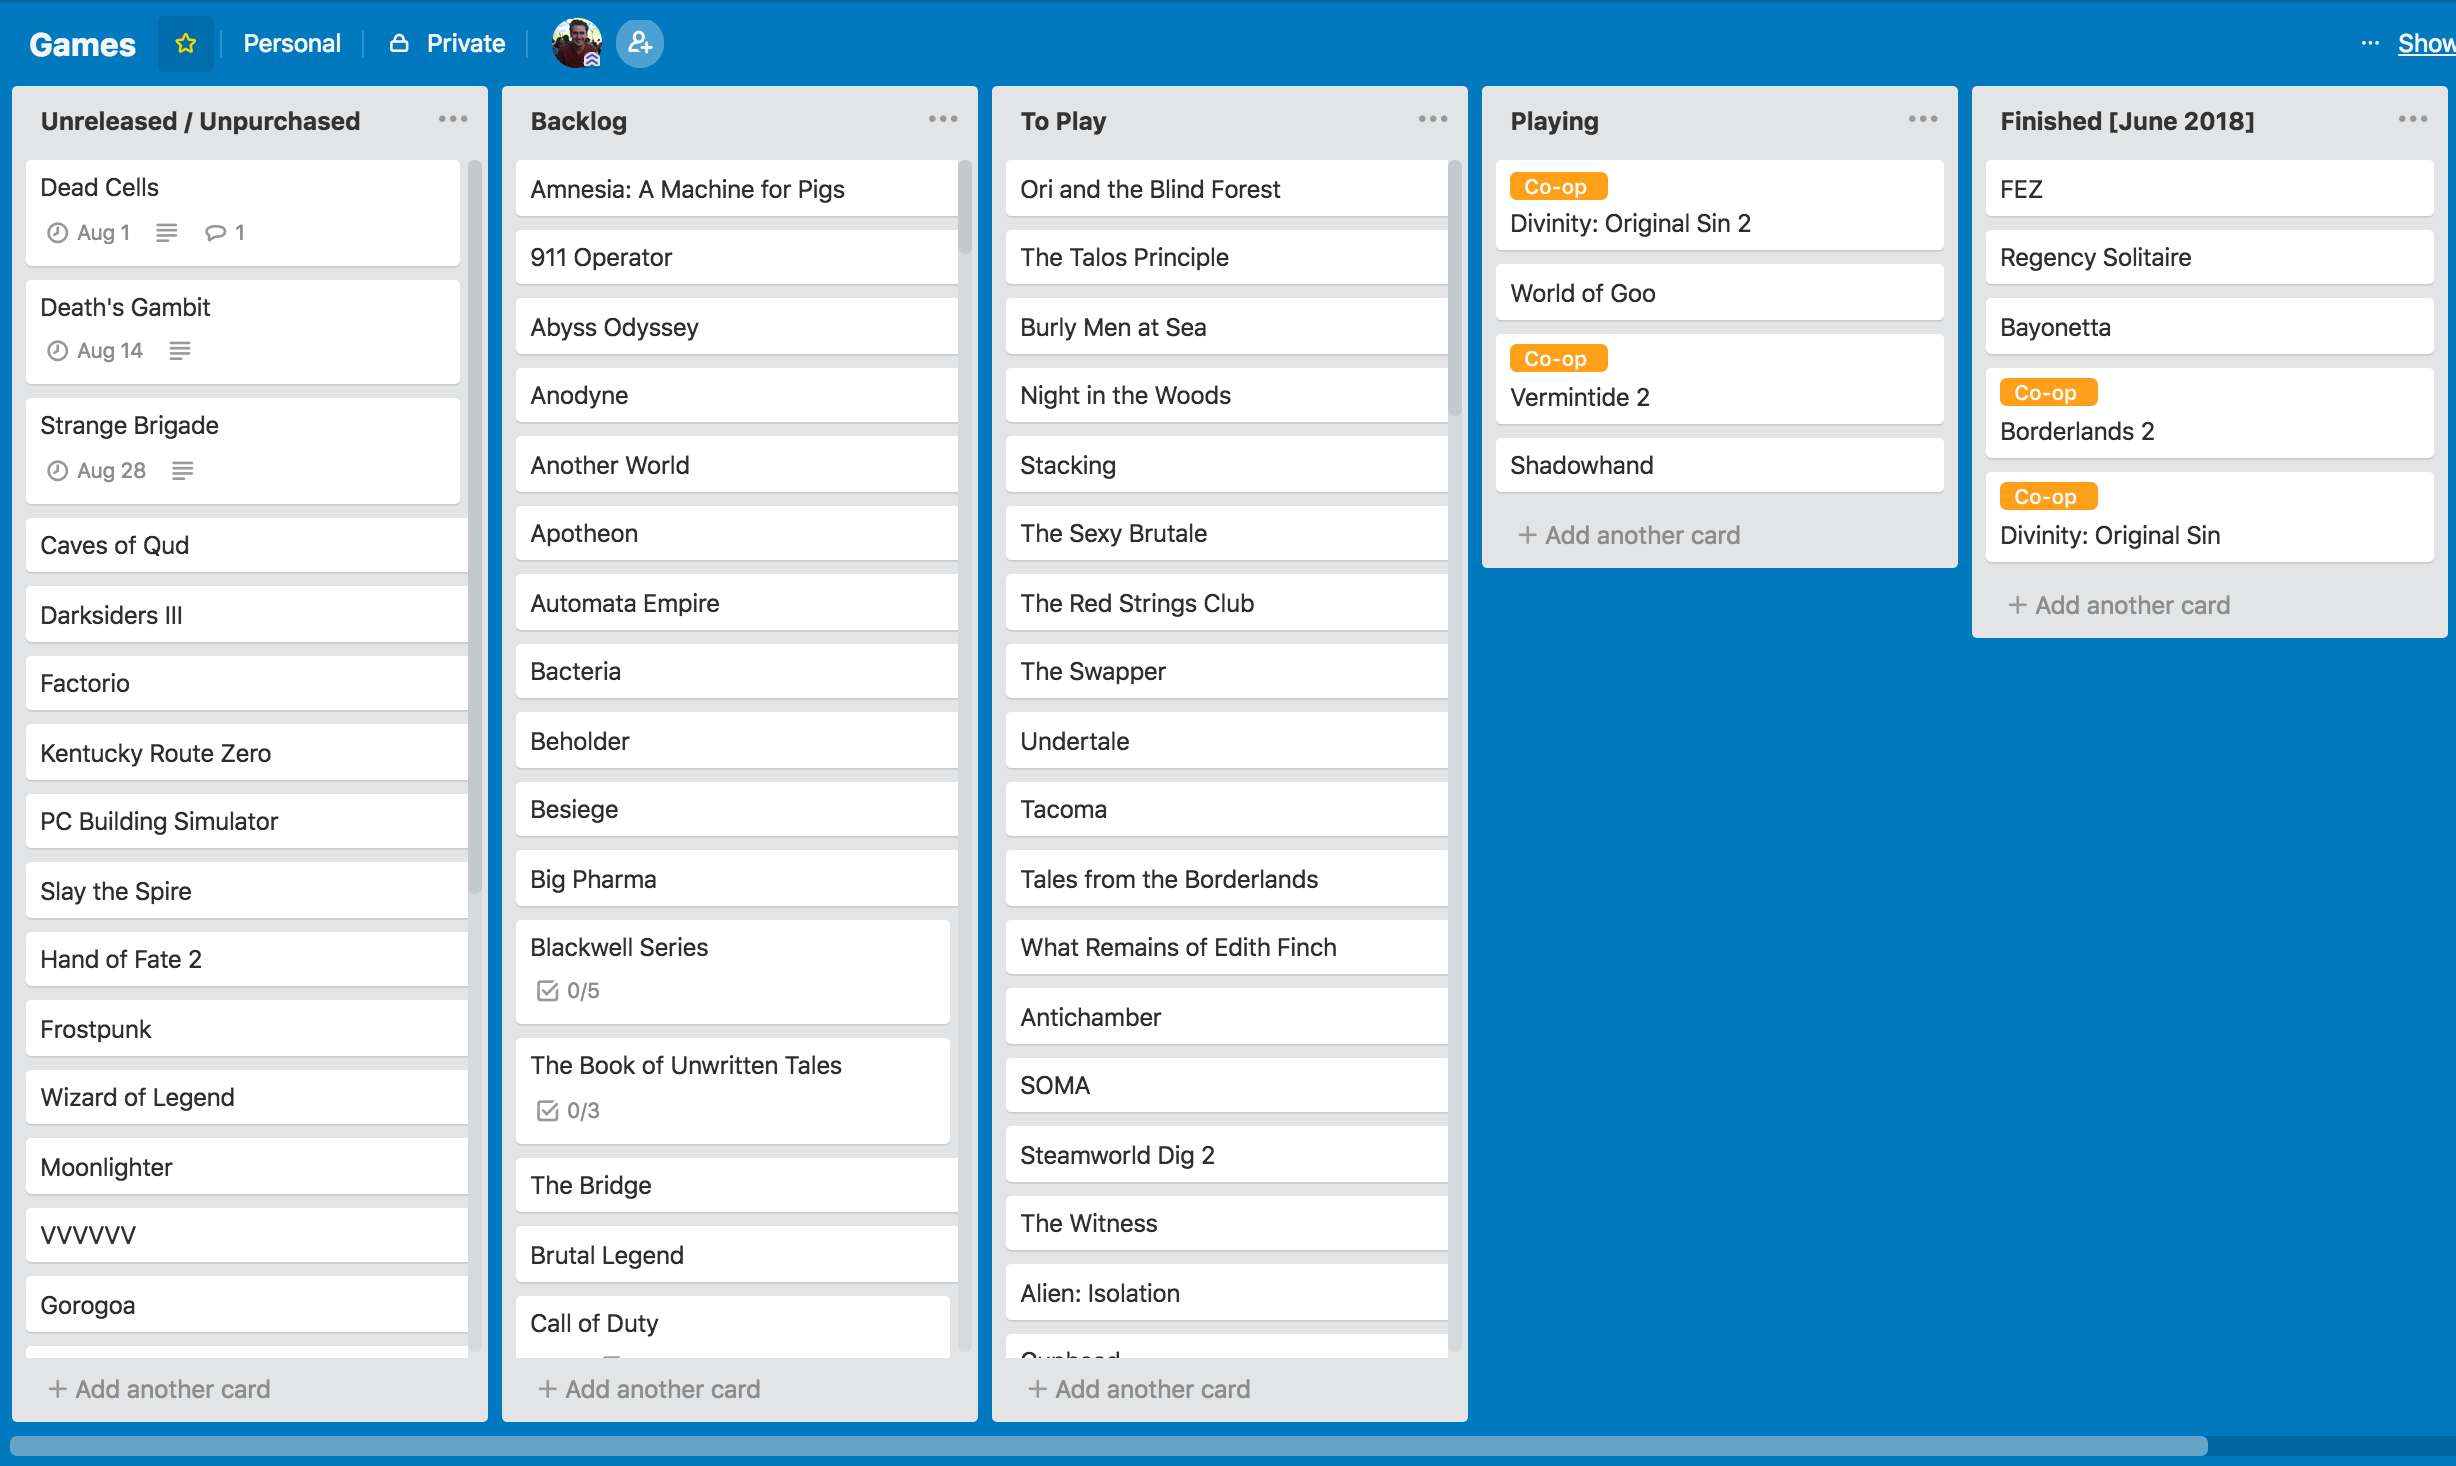 Games
Personal
Private
... Show
Unreleased / Unpurchased
Dead Cells
Aug 1
1
Death's Gambit
Aug 14
Strange Brigade
Aug 28
Caves of Qud
Darksiders III
Factorio
Kentucky Route Zero
PC Building Simulator
Slay the Spire
Hand of Fate 2
Frostpunk
Wizard of Legend
Moonlighter
VVVVVV
Gorogoa
+ Add another card
Backlog
Amnesia: A Machine for Pigs
911 Operator
Abyss Odyssey
Anodyne
Another World
Apotheon
Automata Empire
Bacteria
Beholder
Besiege
Big Pharma
Blackwell Series
0/5
The Book of Unwritten Tales
0/3
The Bridge
Brutal Legend
Call of Duty
+ Add another card
To Play
Ori and the Blind Forest
The Talos Principle
Burly Men at Sea
Night in the Woods
Stacking
The Sexy Brutale
The Red Strings Club
The Swapper
Undertale
Tacoma
Tales from the Borderlands
What Remains of Edith Finch
Antichamber
SOMA
Steamworld Dig 2
The Witness
Alien: Isolation
+ Add another card
Playing
Co-op
Divinity: Original Sin 2
World of Goo
Co-op
Vermintide 2
Shadowhand
+ Add another card
Finished [June 2018]
FEZ
Regency Solitaire
Bayonetta
Co-op
Borderlands 2
Co-op
Divinity: Original Sin
+ Add another card